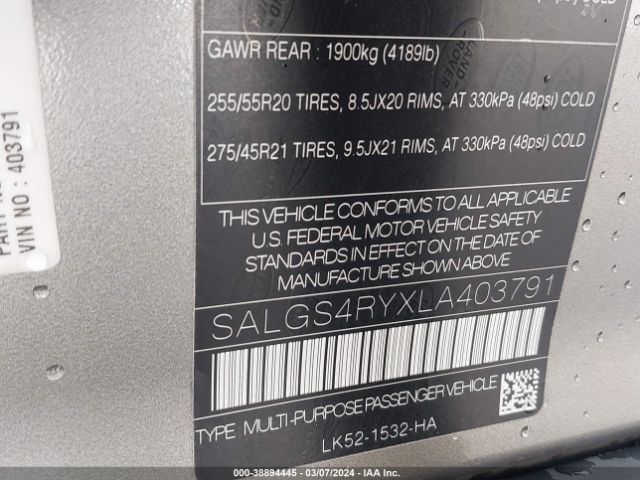 GAWR REAR : 1900kg (4189lb)
255/55R20 TIRES, 8.5JX20 RIMS, AT 330kPa (48psi) COLD
275/45R21 TIRES, 9.5JX21 RIMS, AT 330kPa (48psi) COLD
THIS VEHICLE CONFORMS TO ALL APPLICABLE
U.S. FEDERAL MOTOR VEHICLE SAFETY
STANDARDS IN EFFECT ON THE DATE OF
MANUFACTURE SHOWN ABOVE
SALGS4RYXLA403791
TYPE MULTI-PURPOSE PASSENGER VEHICLE
LK52-1532-HA
VIN NO : 403791
00-38894445 - 03/07/2024 - IAA Inc.